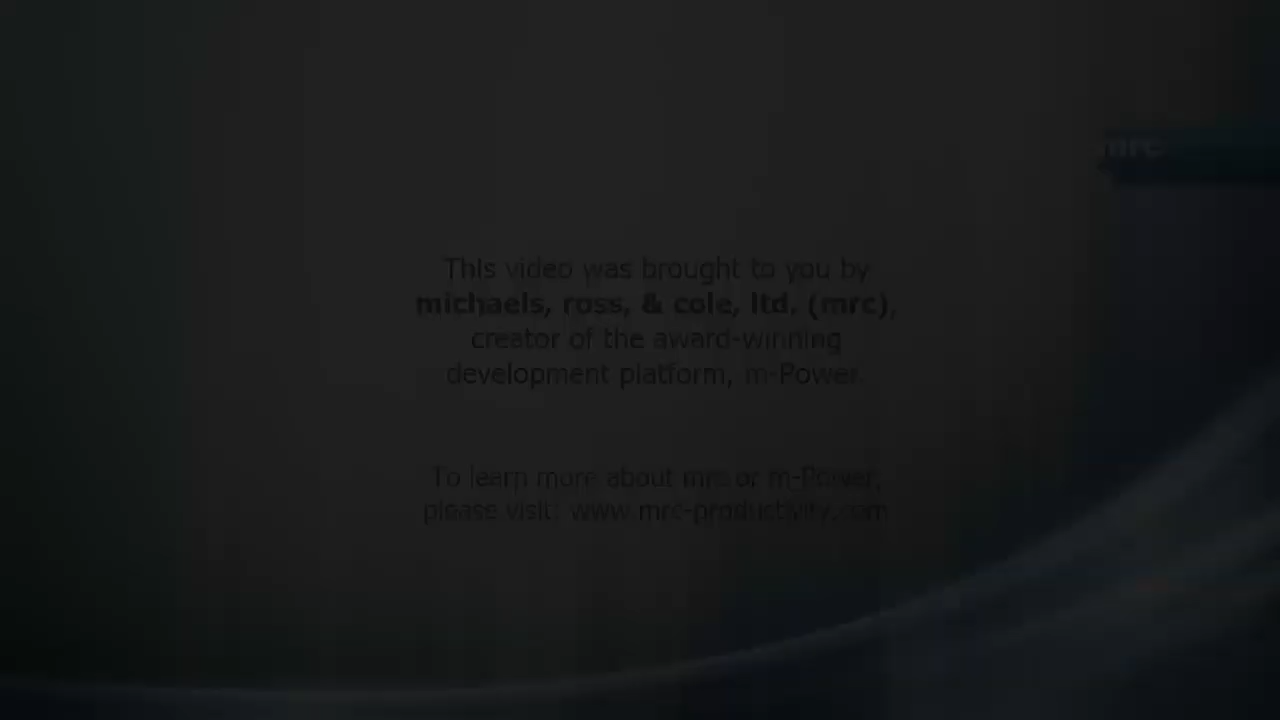 mrc
This video was brought to you by
michaels, ross, & cole, ltd. (mrc),
creator of the award-winning
development platform, m-Power.
To learn more about mrc or m-Power,
please visit: www.mrc-productivity.com